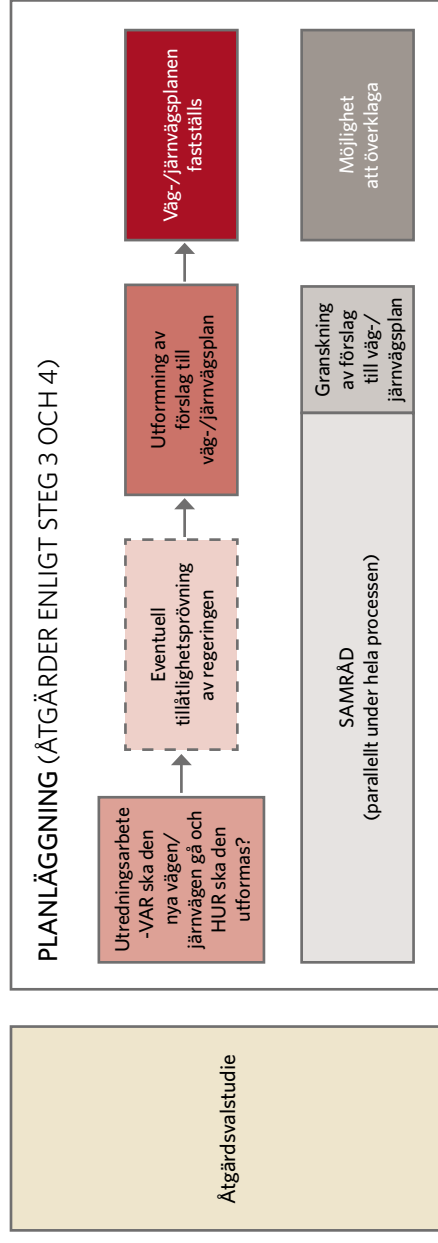 Åtgärdsvalstudie
PLANLÄGGNING (ÅTGÄRDER ENLIGT STEG 3 OCH 4)
Utredningsarbete
-VAR ska den
nya vägen/
järnvägen gå och
HUR ska den
utformas?
Eventuell
tillåtlighetsprövning
av regeringen
Utformning av
förslag till
väg-/järnvägsplan
Väg-/järnvägsplanen
fastställs
SAMRÅD
(parallellt under hela processen)
Granskning
av förslag
till väg-/
järnvägsplan
Möjlighet
att överklaga